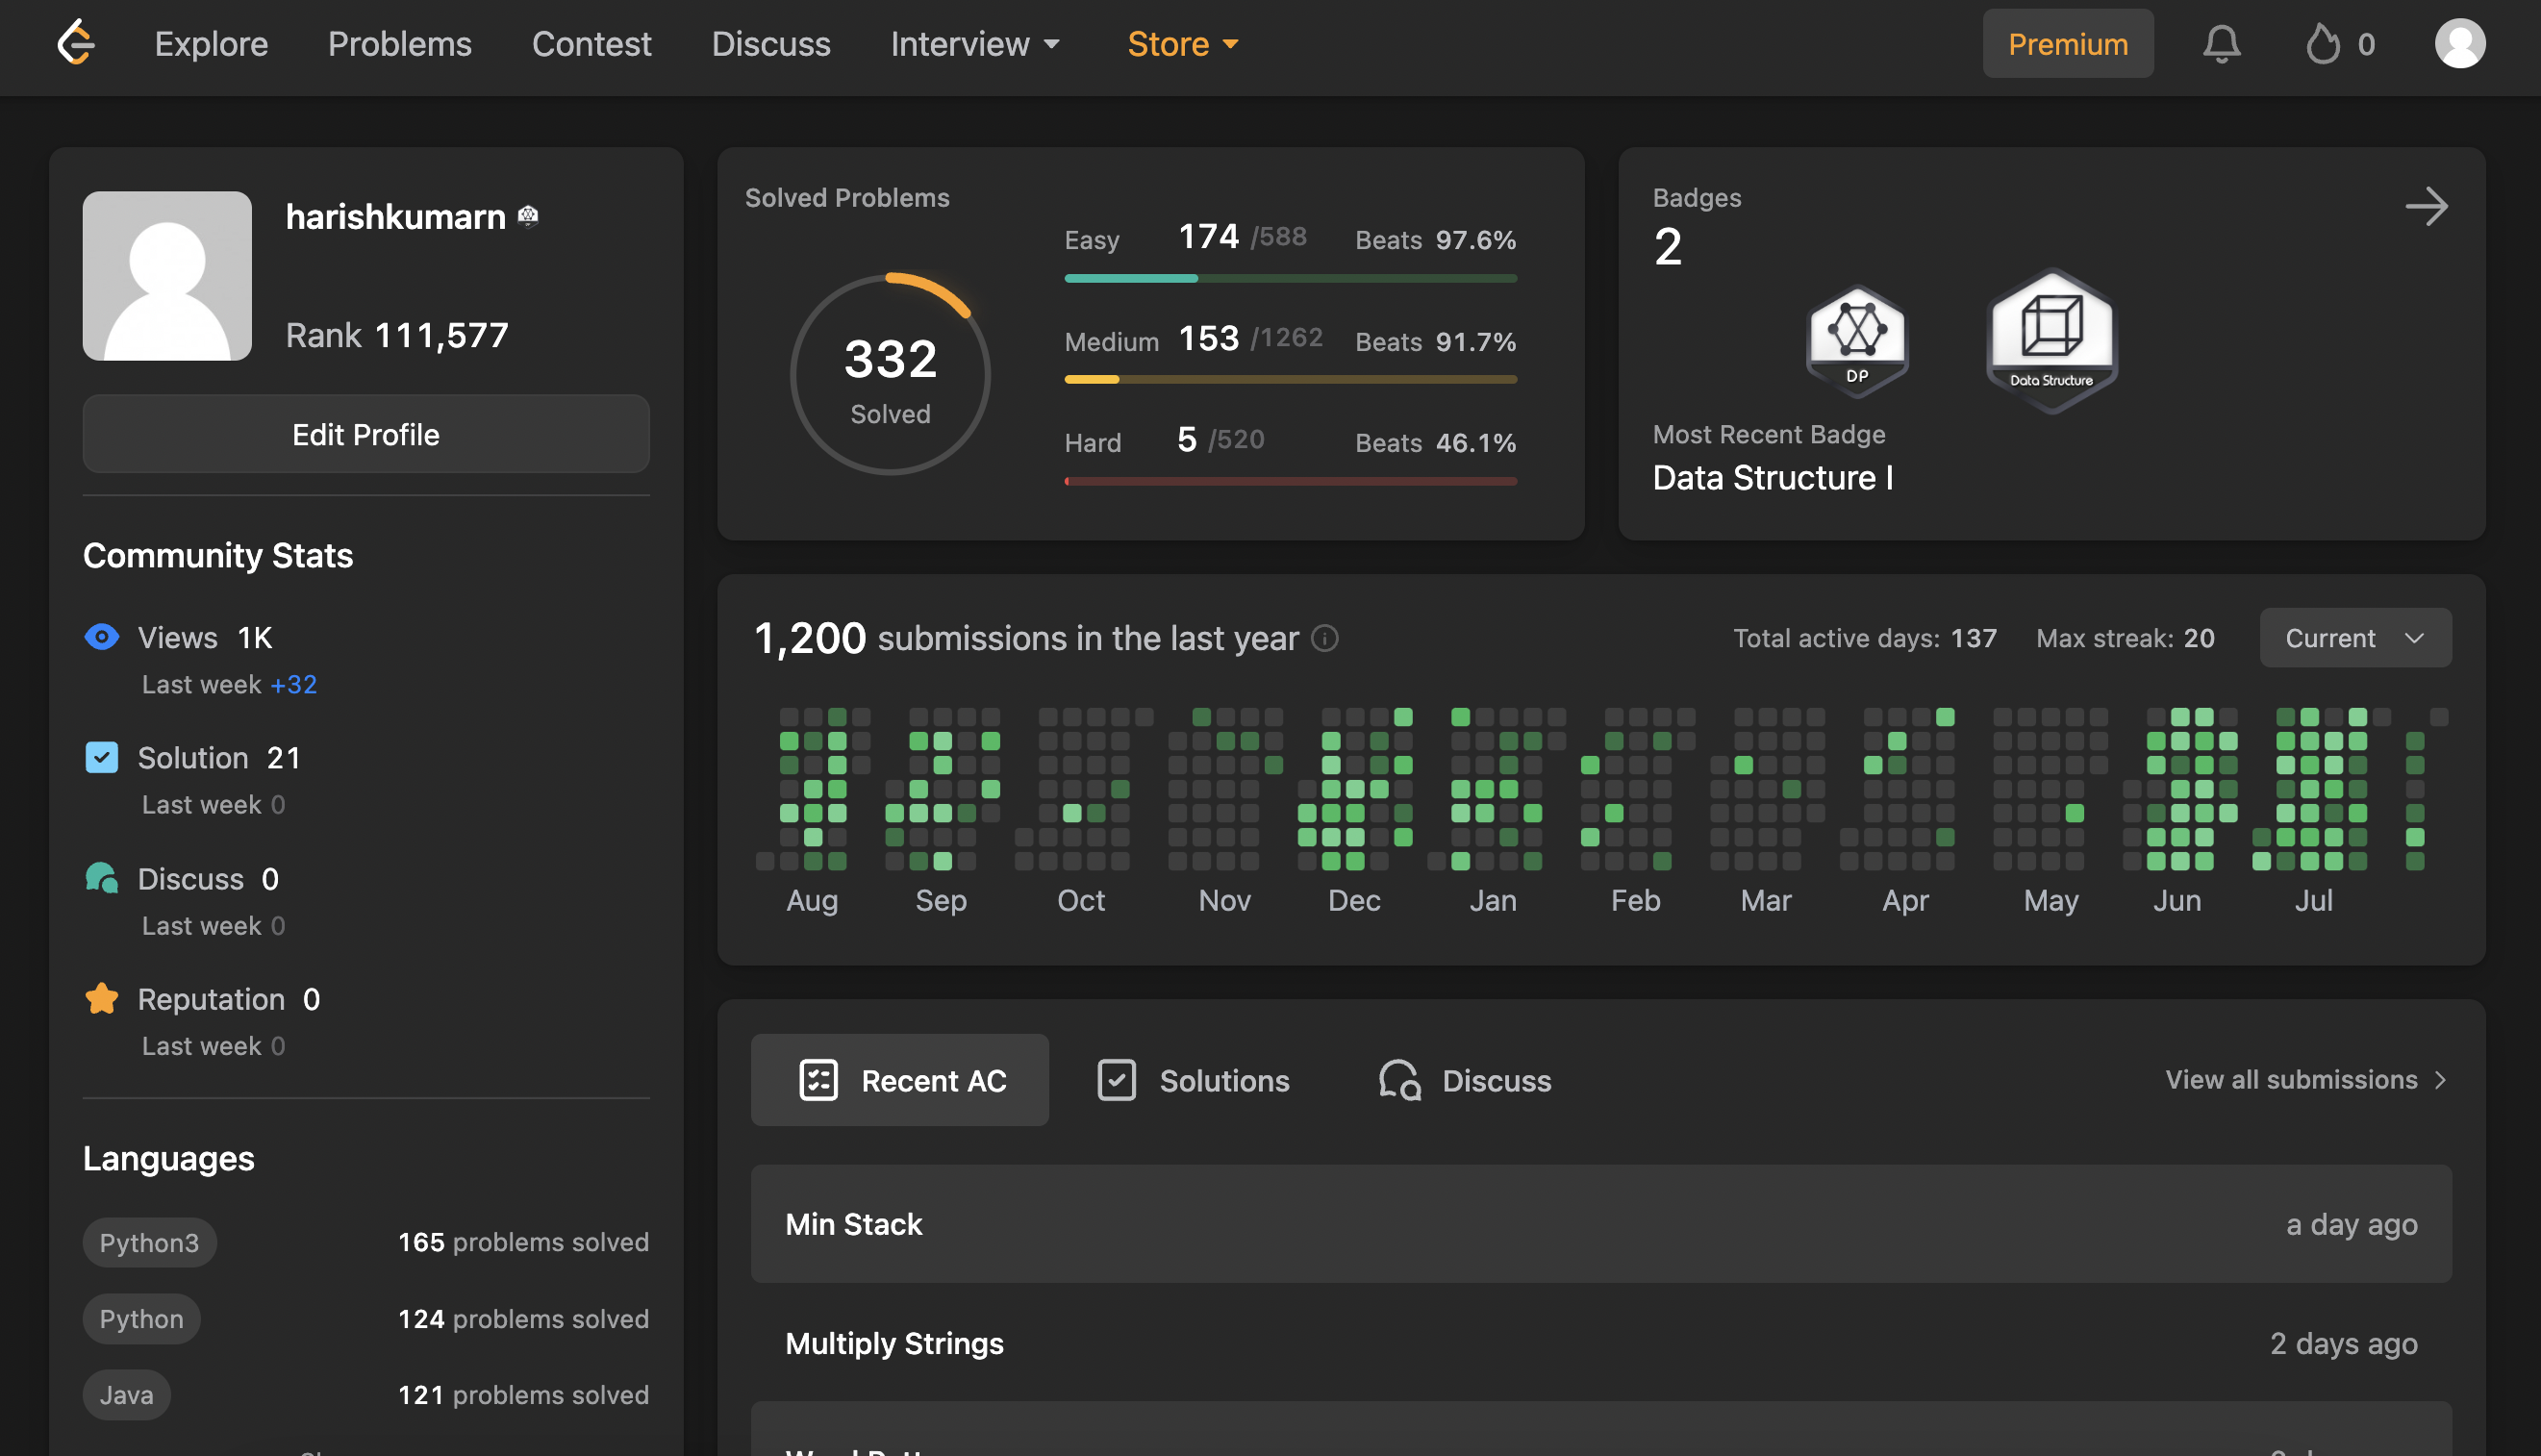 Explore Problems Contest Discuss Interview Store Premium 0
harishkumarn
Rank 111,577
Edit Profile
Community Stats
Views 1K
Last week +32
Solution 21
Last week 0
Discuss 0
Last week 0
Reputation 0
Last week 0
Languages
Python3 165 problems solved
Python 124 problems solved
Java 121 problems solved
Solved Problems
332
Solved
Easy 174 /588 Beats 97.6%
Medium 153 /1262 Beats 91.7%
Hard 5 /520 Beats 46.1%
Badges
2
DP
Data Structure
Most Recent Badge
Data Structure I
1,200 submissions in the last year
Total active days: 137 Max streak: 20 Current
Aug Sep Oct Nov Dec Jan Feb Mar Apr May Jun Jul
Recent AC Solutions Discuss View all submissions
Min Stack a day ago
Multiply Strings 2 days ago